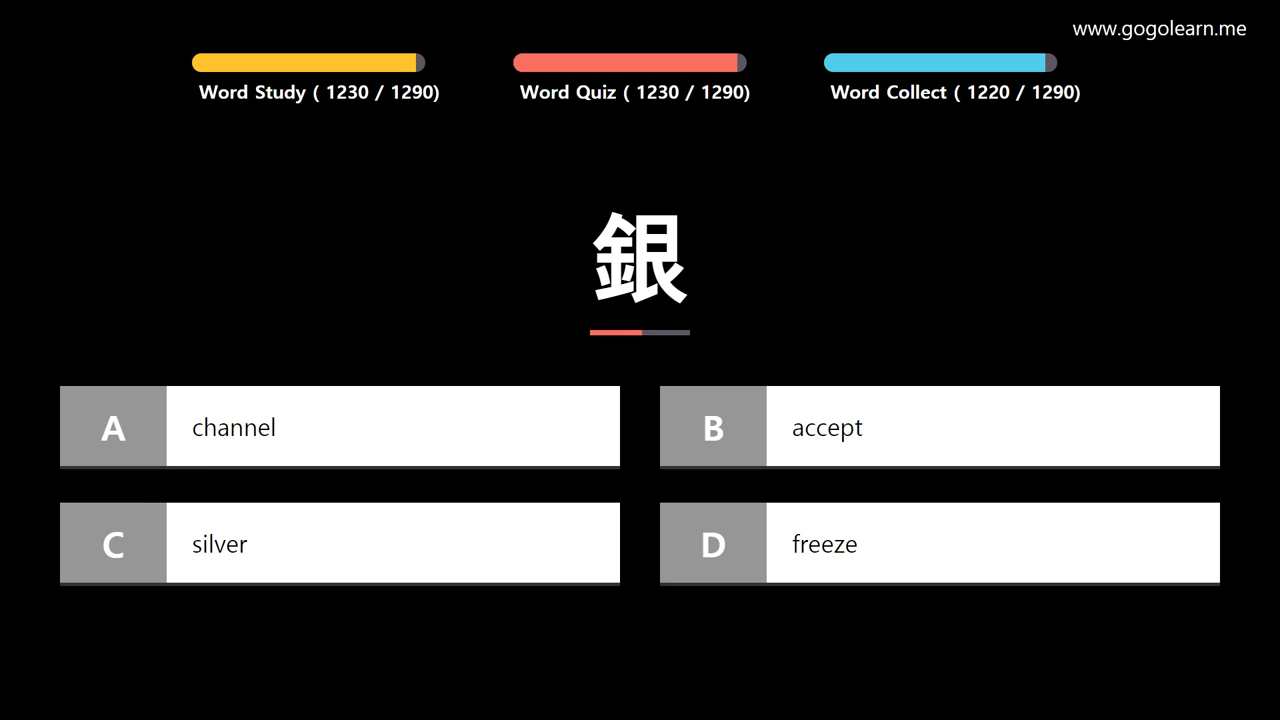 www.gogolearn.me
Word Study ( 1230 / 1290)
Word Quiz ( 1230 / 1290)
Word Collect ( 1220 / 1290)
銀
A channel
B accept
C silver
D freeze